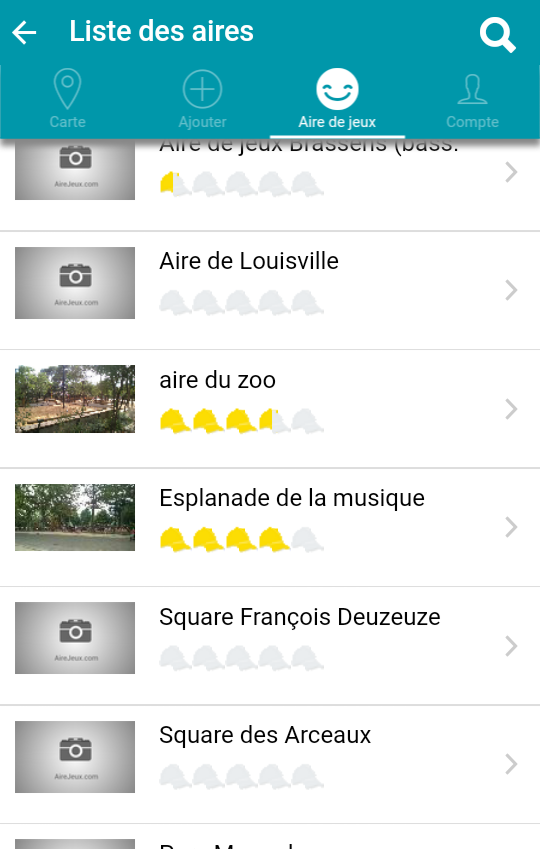 Liste des aires
Carte
Ajouter
Aire de jeux
Compte
Aire de jeux Brassens (bass.
AireJeux.com
Aire de Louisville
AireJeux.com
aire du zoo
Esplanade de la musique
Square François Deuzeuze
AireJeux.com
Square des Arceaux
AireJeux.com